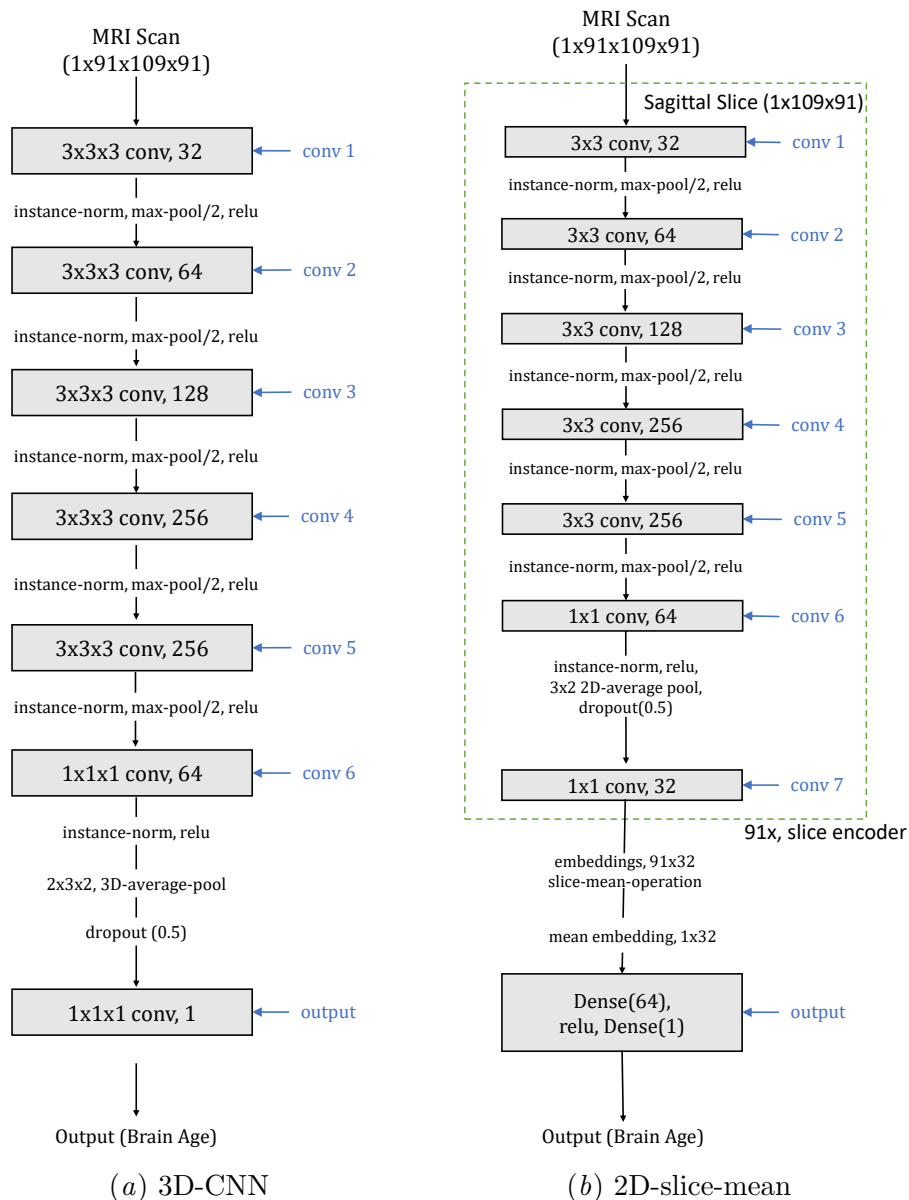 MRI Scan
(1x91x109x91)
3x3x3 conv, 32
conv 1
instance-norm, max-pool/2, relu
3x3x3 conv, 64
conv 2
instance-norm, max-pool/2, relu
3x3x3 conv, 128
conv 3
instance-norm, max-pool/2, relu
3x3x3 conv, 256
conv 4
instance-norm, max-pool/2, relu
3x3x3 conv, 256
conv 5
instance-norm, max-pool/2, relu
1x1x1 conv, 64
conv 6
instance-norm, relu
2x3x2, 3D-average-pool
dropout (0.5)
1x1x1 conv, 1
output
Output (Brain Age)
(a) 3D-CNN
MRI Scan
(1x91x109x91)
Sagittal Slice (1x109x91)
3x3 conv, 32
conv 1
instance-norm, max-pool/2, relu
3x3 conv, 64
conv 2
instance-norm, max-pool/2, relu
3x3 conv, 128
conv 3
instance-norm, max-pool/2, relu
3x3 conv, 256
conv 4
instance-norm, max-pool/2, relu
3x3 conv, 256
conv 5
instance-norm, max-pool/2, relu
1x1 conv, 64
conv 6
instance-norm, relu,
3x2 2D-average pool,
dropout(0.5)
1x1 conv, 32
conv 7
91x, slice encoder
embeddings, 91x32
slice-mean-operation
mean embedding, 1x32
Dense(64),
relu, Dense(1)
output
Output (Brain Age)
(b) 2D-slice-mean